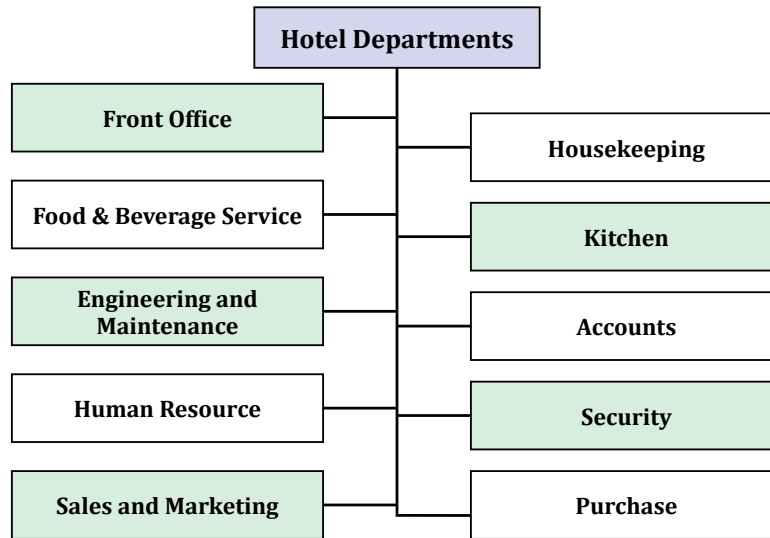 Hotel Departments
Front Office
Housekeeping
Food & Beverage Service
Kitchen
Engineering and
Maintenance
Accounts
Human Resource
Security
Sales and Marketing
Purchase